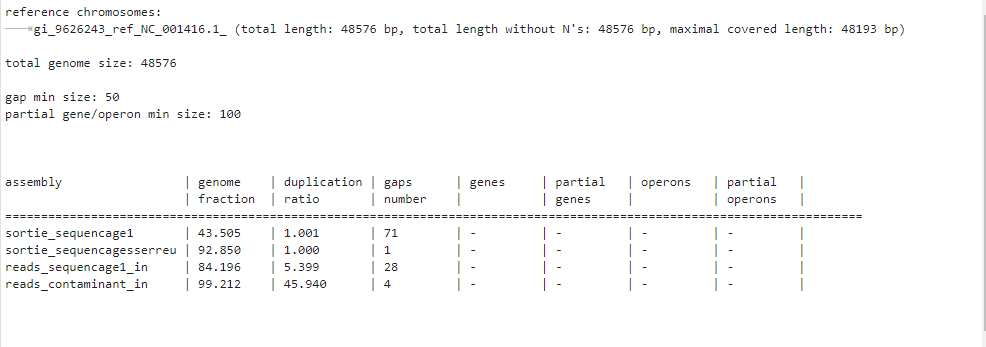 reference chromosomes:
gi_9626243_ref_NC_001416.1_ (total length: 48576 bp, total length without N's: 48576 bp, maximal covered length: 48193 bp)
total genome size: 48576
gap min size: 50
partial gene/operon min size: 100
assembly | genome | duplication | gaps | genes | partial | operons | partial |
| fraction | ratio | number | | genes | | operons |
========================================================================================================================
sortie_sequencage1 | 43.505 | 1.001 | 71 | - | - | - | - |
sortie_sequencagesserreu | 92.850 | 1.000 | 1 | - | - | - | - |
reads_sequencage1_in | 84.196 | 5.399 | 28 | - | - | - | - |
reads_contaminant_in | 99.212 | 45.940 | 4 | - | - | - | - |